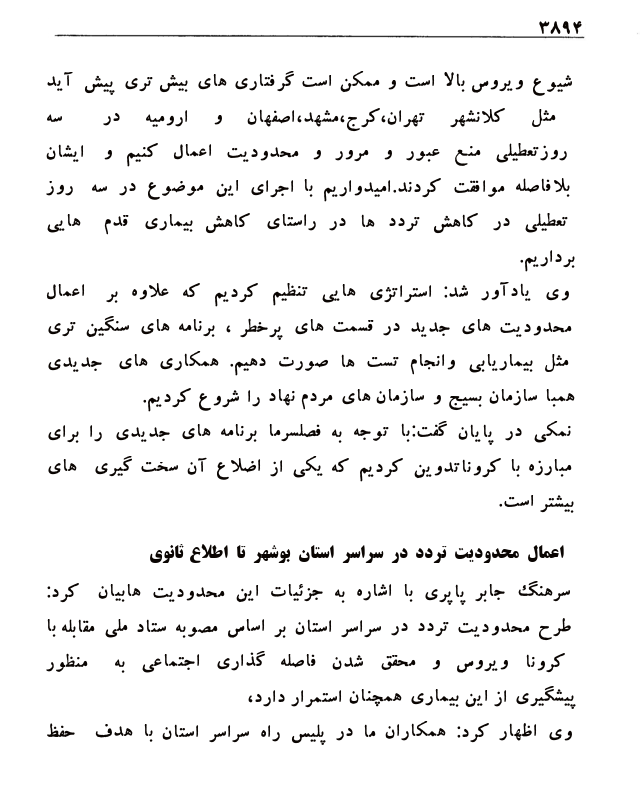 ۳۸۹۴
شیوع ویروس بالا است و ممکن است گرفتاری های بیش تری پیش آید
مثل کلانشهر تهران،کرج،مشهد،اصفهان و ارومیه در سه
روزتعطیلی منع عبور و مرور و محدودیت اعمال کنیم و ایشان
بلافاصله موافقت کردند.امیدواریم با اجرای این موضوع در سه روز
تعطیلی در کاهش تردد ها در راستای کاهش بیماری قدم هایی
برداریم.
وی یادآور شد: استراتژی هایی تنظیم کردیم که علاوه بر اعمال
محدودیت های جدید در قسمت های پرخطر ، برنامه های سنگین تری
مثل بیماریابی وانجام تست ها صورت دهیم. همکاری های جدیدی
همبا سازمان بسیج و سازمان های مردم نهاد را شروع کردیم.
نمکی در پایان گفت:با توجه به فصلسرما برنامه های جدیدی را برای
مبارزه با کروناتدوین کردیم که یکی از اضلاع آن سخت گیری های
بیشتر است.
اعمال محدودیت تردد در سراسر استان بوشهر تا اطلاع ثانوی
سرهنگ جابر پاپری با اشاره به جزئیات این محدودیت هابیان کرد:
طرح محدودیت تردد در سراسر استان بر اساس مصوبه ستاد ملی مقابله با
کرونا ویروس و محقق شدن فاصله گذاری اجتماعی به منظور
پیشگیری از این بیماری همچنان استمرار دارد،
وی اظهار کرد: همکاران ما در پلیس راه سراسر استان با هدف حفظ